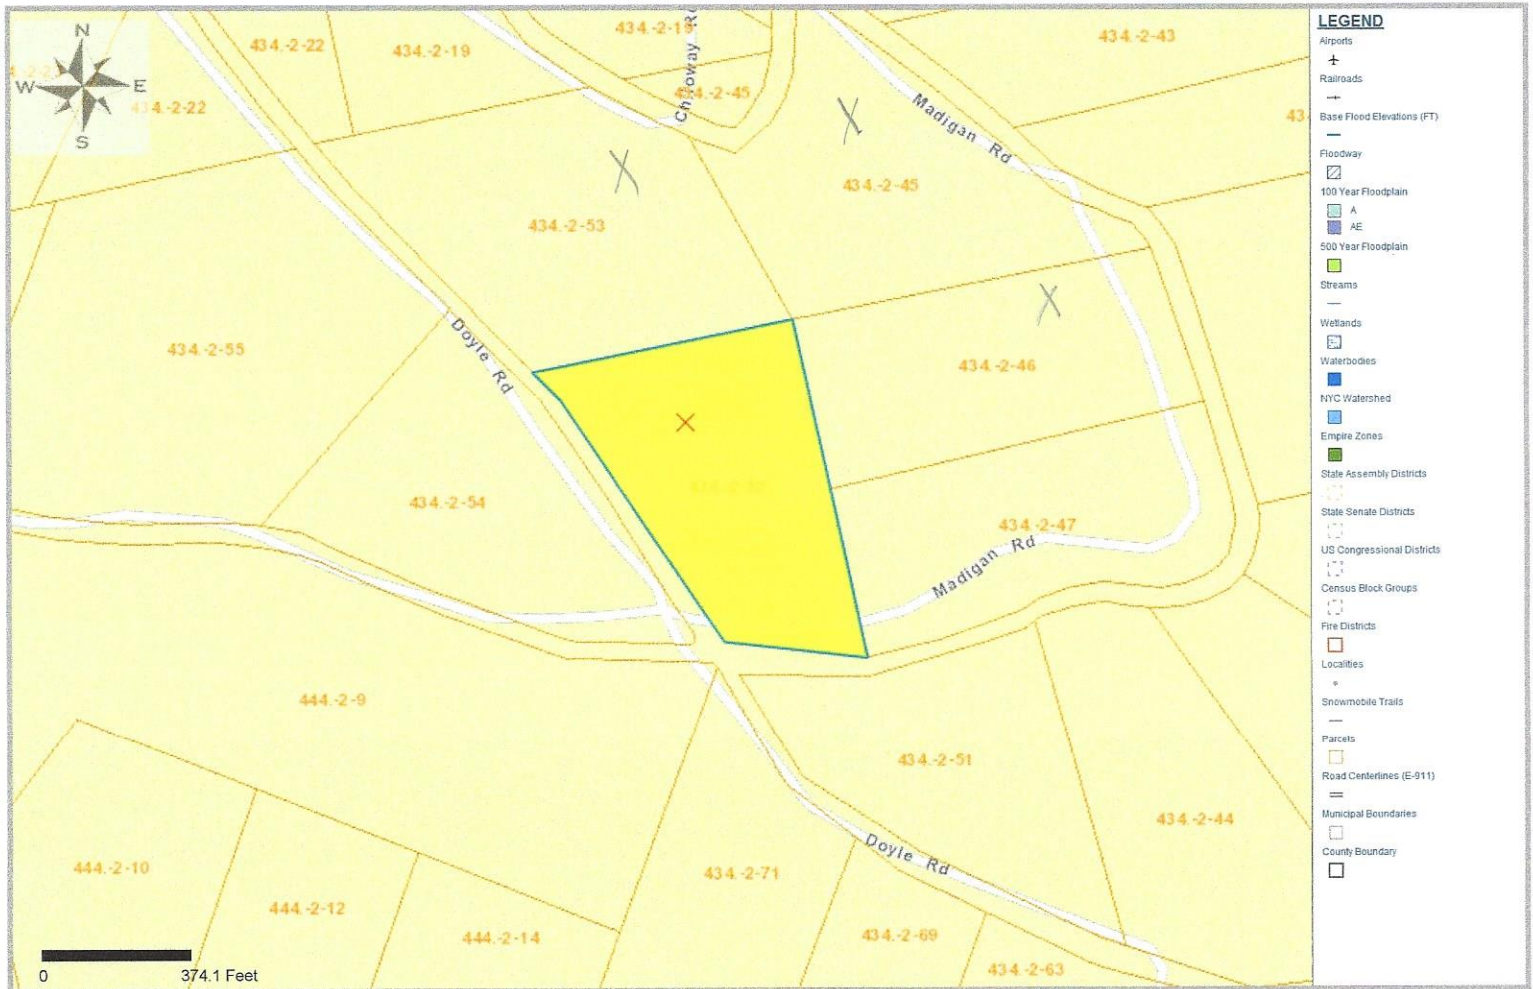 N
W E
S
434.-2-22
434.-2-19
434.-2-19
434.-2-43
434.-2-22
434.-2-45
Madigan Rd
434.-2-45
434.-2-53
434.-2-55
Doyle Rd
434.-2-46
434.-2-54
434.-2-47
Madigan Rd
444.-2-9
434.-2-51
434.-2-44
Doyle Rd
444.-2-10
434.-2-71
444.-2-12
444.-2-14
434.-2-69
434.-2-63
0 374.1 Feet
LEGEND
Airports
Railroads
Base Flood Elevations (FT)
Floodway
100 Year Floodplain
A
AE
500 Year Floodplain
Streams
Wetlands
Waterbodies
NYC Watershed
Empire Zones
State Assembly Districts
State Senate Districts
US Congressional Districts
Census Block Groups
Fire Districts
Localities
Snowmobile Trails
Parcels
Road Centerlines (E-911)
Municipal Boundaries
County Boundary